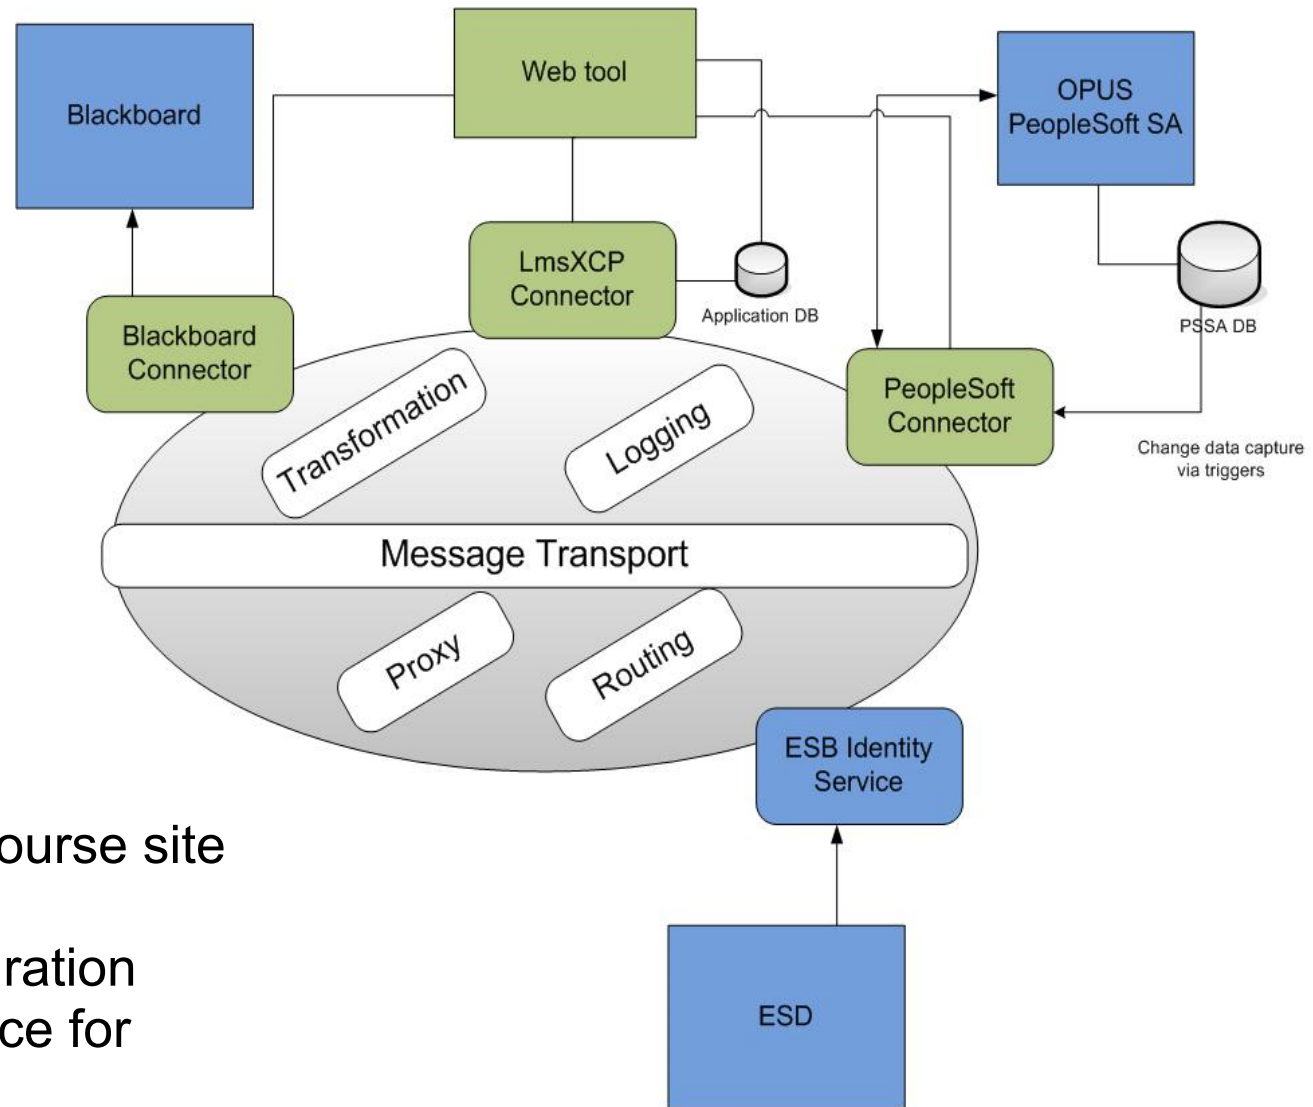 Blackboard
Web tool
OPUS
PeopleSoft SA
LmsXCP
Connector
Application DB
PSSA DB
Blackboard
Connector
PeopleSoft
Connector
Change data capture
via triggers
Transformation
Logging
Message Transport
Proxy
Routing
ESB Identity
Service
ourse site
ration
ce for
ESD